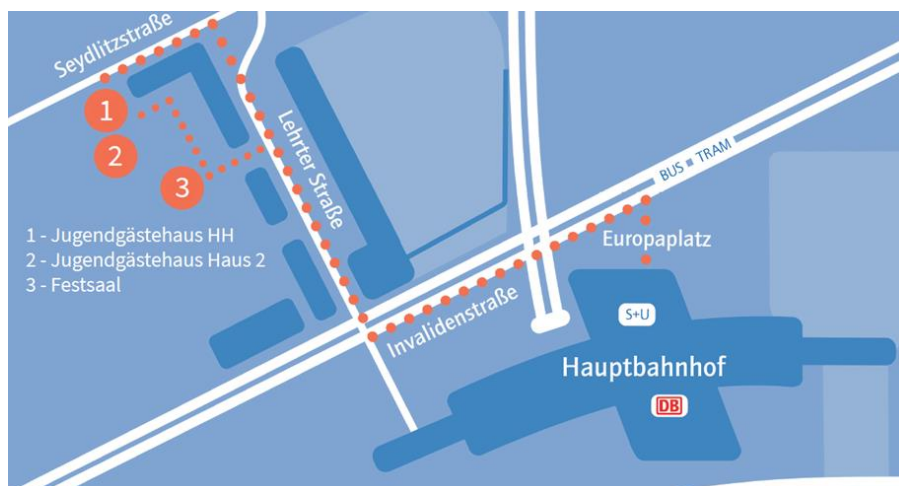 Seydlitzstraße
1
2
3
Lehrter Straße
BUS ▪ TRAM
Europaplatz
1 - Jugendgästehaus HH
2 - Jugendgästehaus Haus 2
3 - Festsaal
Invalidenstraße
S+U
Hauptbahnhof
DB